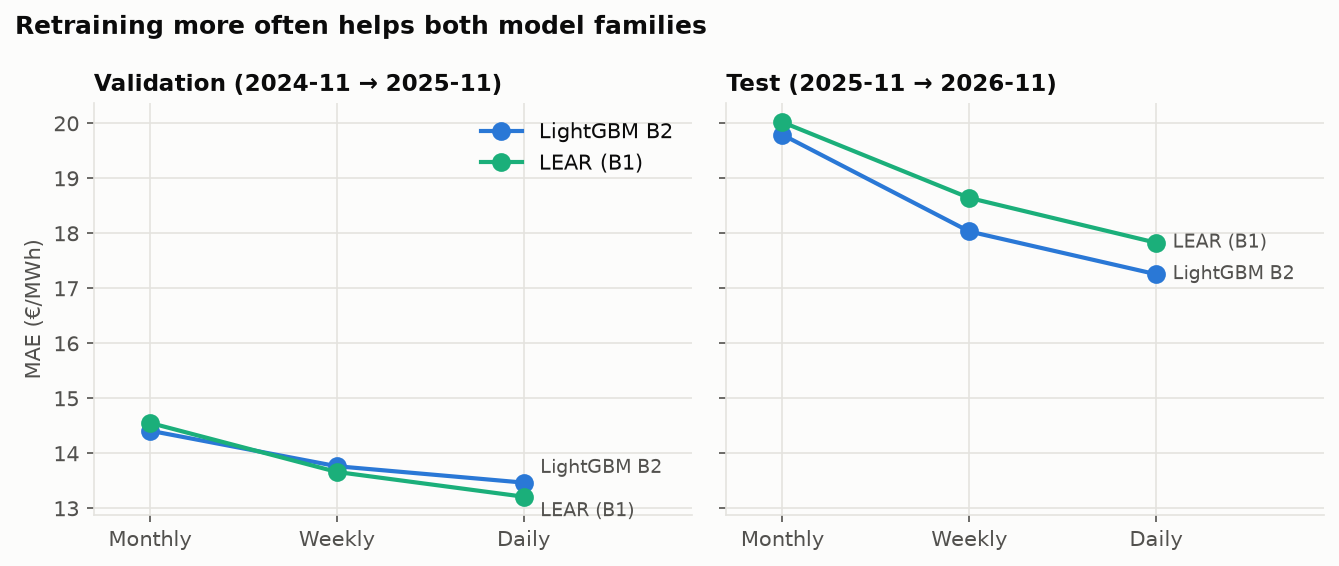 Retraining more often helps both model families
Validation (2024-11 → 2025-11)
LightGBM B2
LEAR (B1)
MAE (€/MWh)
20
19
18
17
16
15
14
13
LightGBM B2
LEAR (B1)
Monthly
Weekly
Daily
Test (2025-11 → 2026-11)
LEAR (B1)
LightGBM B2
Monthly
Weekly
Daily